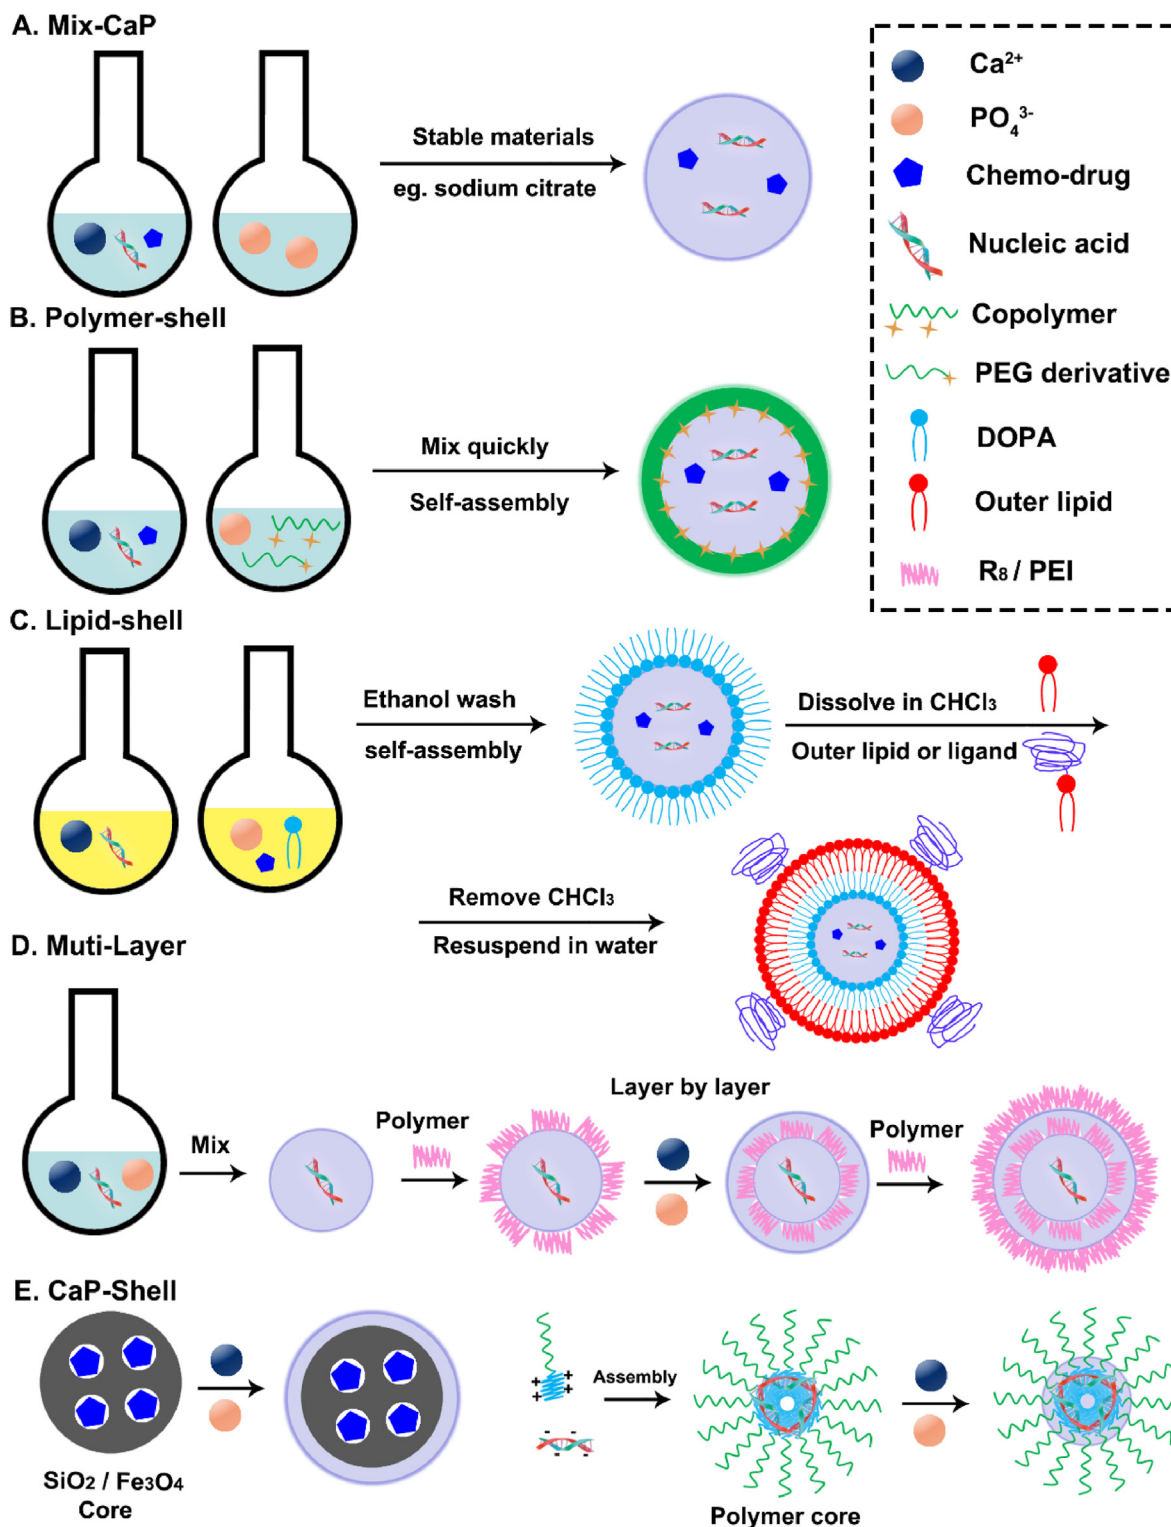 A. Mix-CaP
Stable materials
eg. sodium citrate
B. Polymer-shell
Mix quickly
Self-assembly
C. Lipid-shell
Ethanol wash
self-assembly
Dissolve in CHCl₃
Outer lipid or ligand
Remove CHCl₃
Resuspend in water
D. Muti-Layer
Mix
Polymer
Layer by layer
Polymer
E. CaP-Shell
SiO₂ / Fe₃O₄
Core
+ +
+ +
+ +
- -
- -
Assembly
Polymer core
Ca²⁺
PO₄³⁻
Chemo-drug
Nucleic acid
Copolymer
PEG derivative
DOPA
Outer lipid
R₈ / PEI